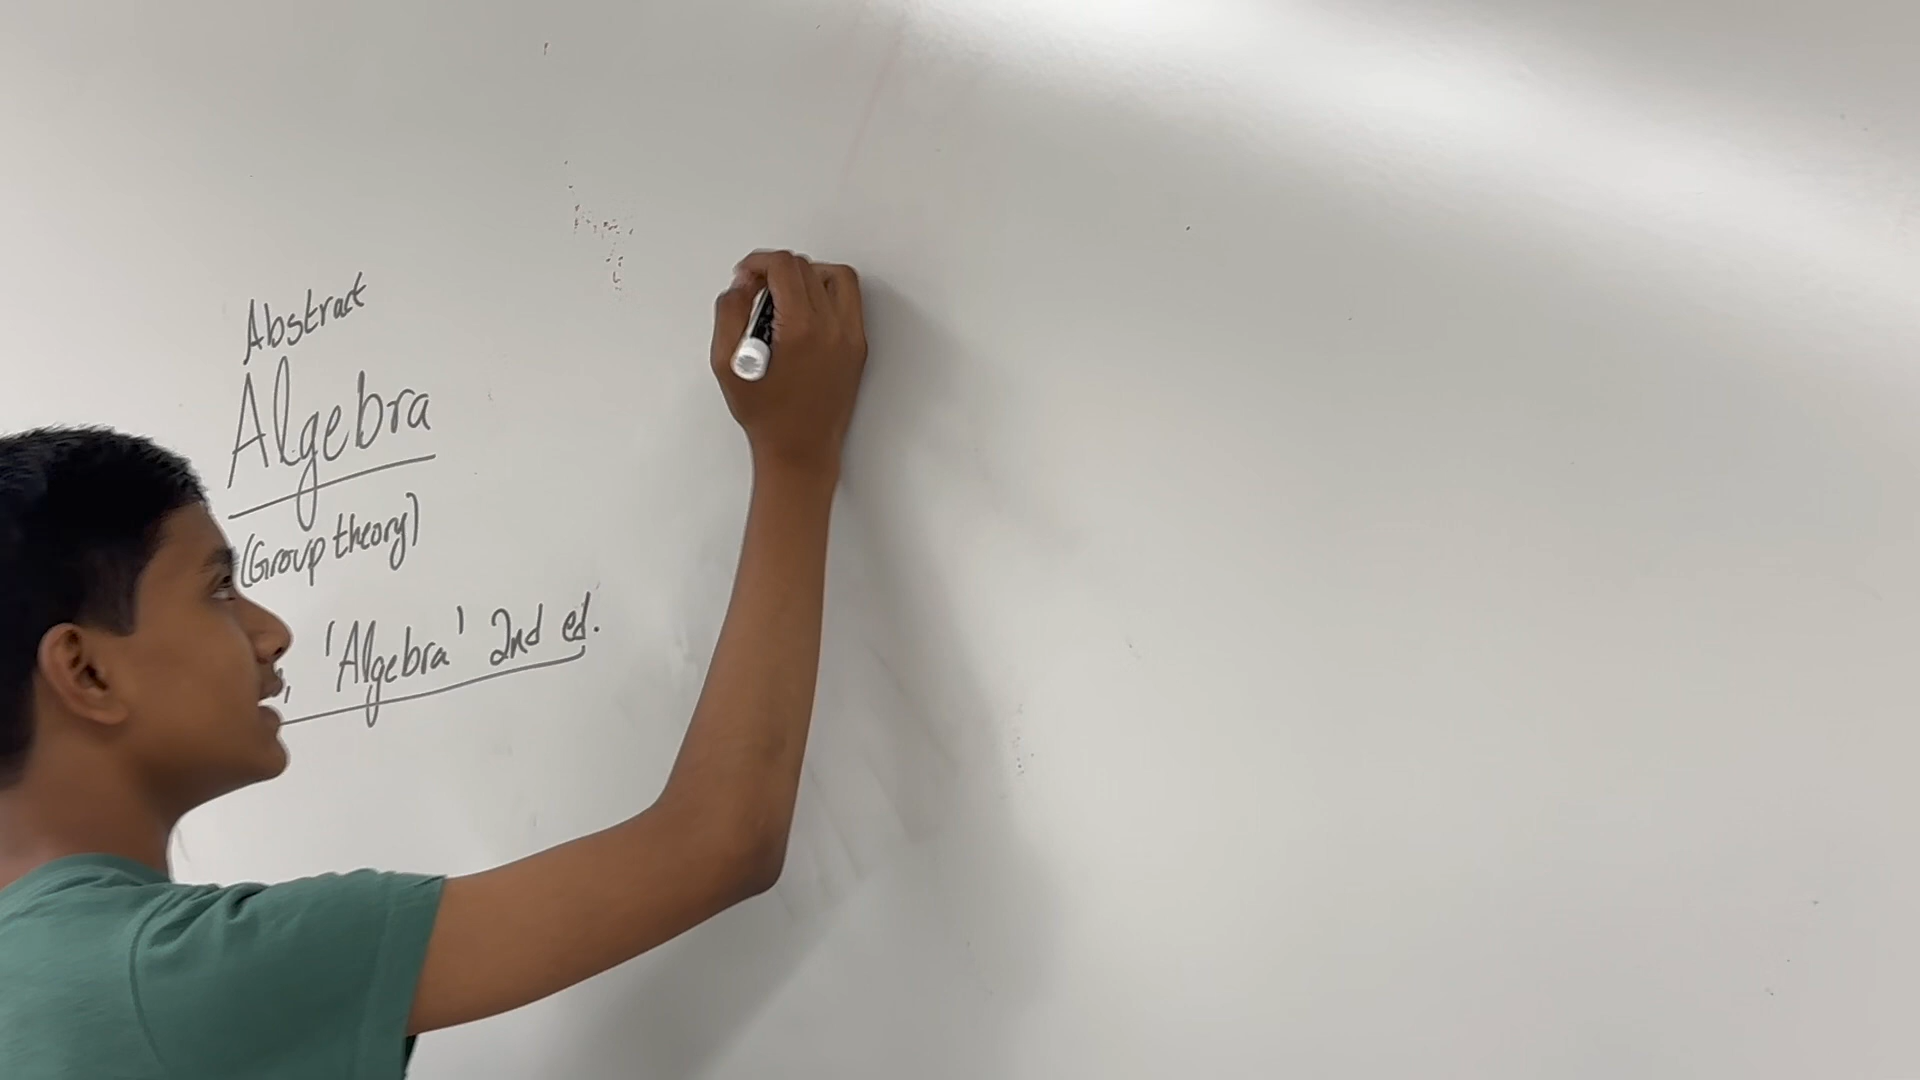 Abstract
Algebra
(Group theory)
, 'Algebra' 2nd ed.